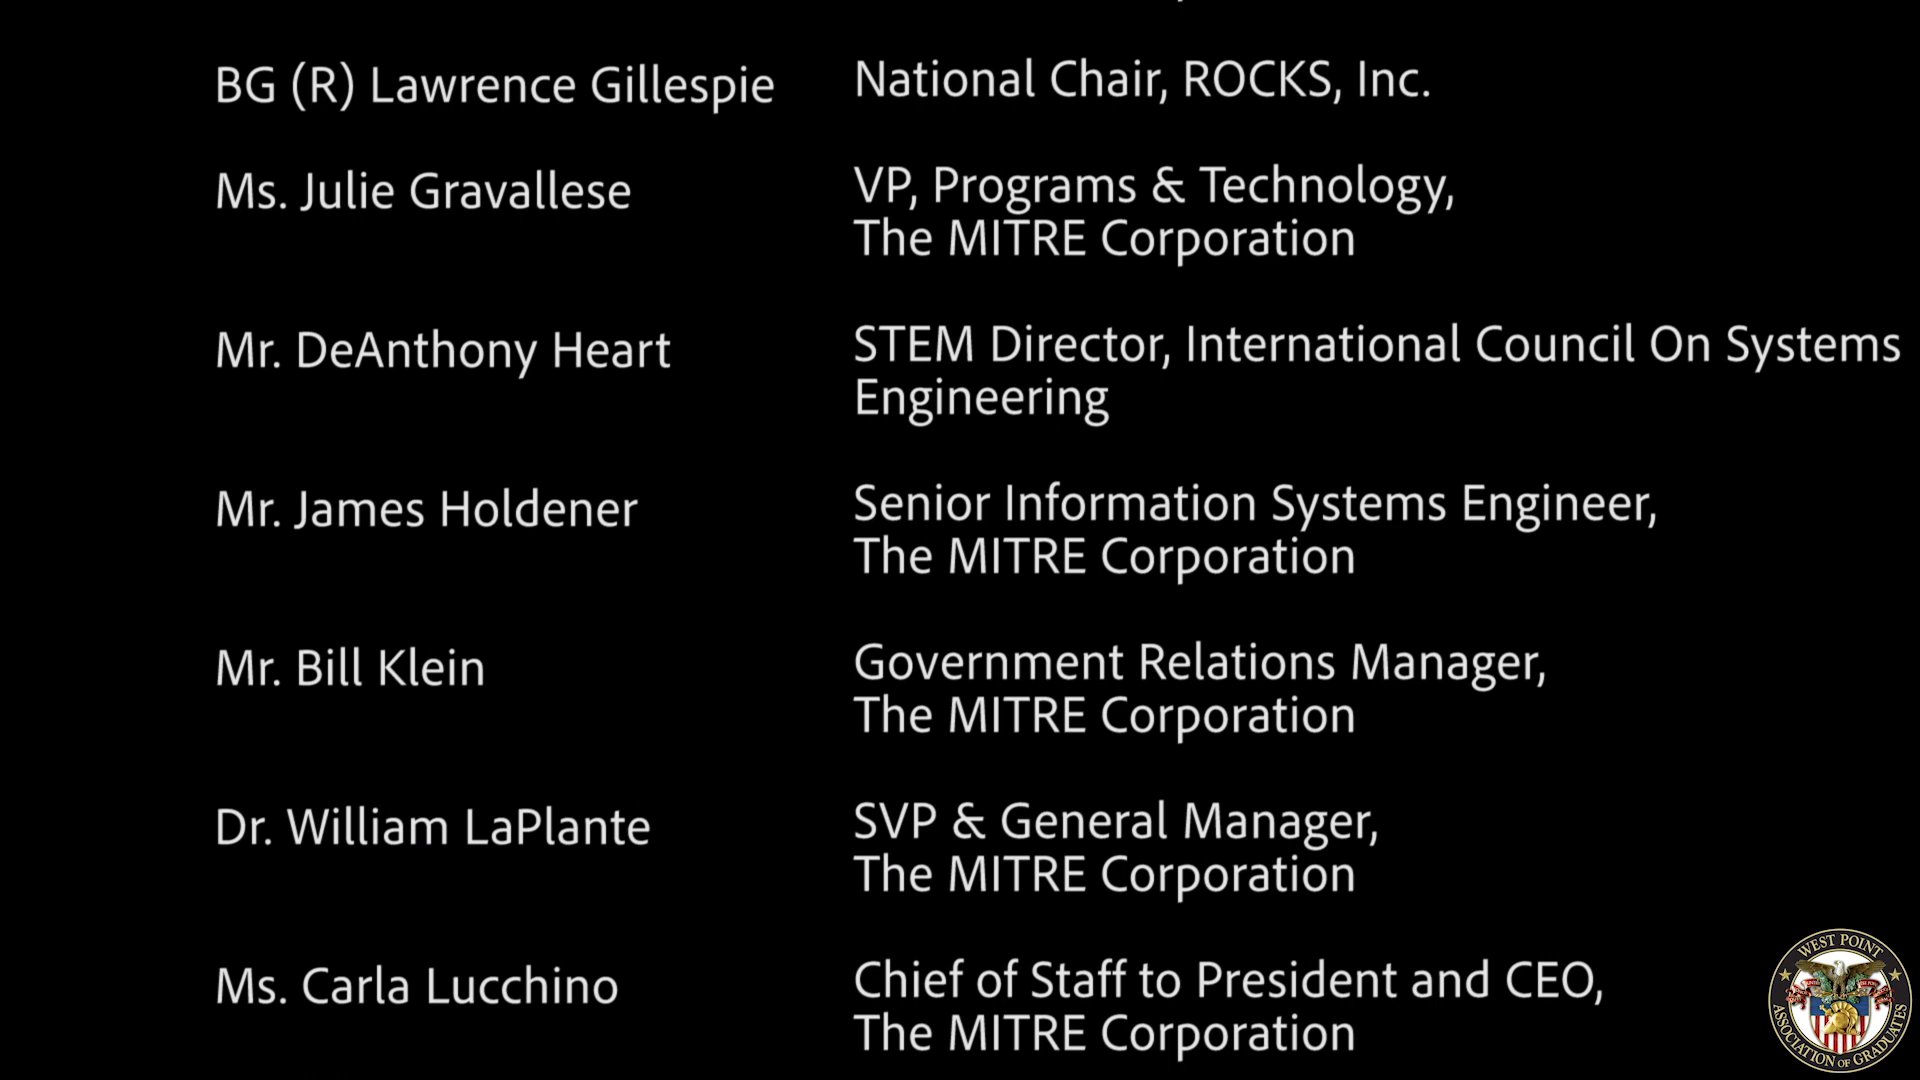 BG (R) Lawrence Gillespie
National Chair, ROCKS, Inc.
Ms. Julie Gravallese
VP, Programs & Technology,
The MITRE Corporation
Mr. DeAnthony Heart
STEM Director, International Council On Systems
Engineering
Mr. James Holdener
Senior Information Systems Engineer,
The MITRE Corporation
Mr. Bill Klein
Government Relations Manager,
The MITRE Corporation
Dr. William LaPlante
SVP & General Manager,
The MITRE Corporation
Ms. Carla Lucchino
Chief of Staff to President and CEO,
The MITRE Corporation
WEST POINT
ASSOCIATION OF GRADUATES